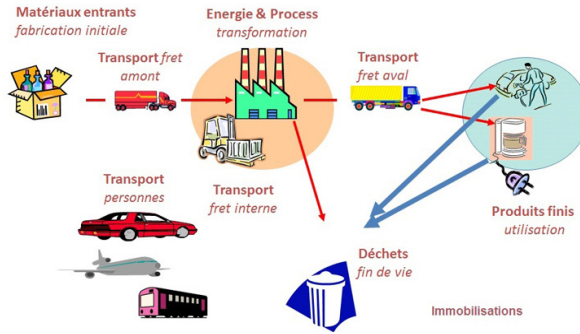 Matériaux entrants
fabrication initiale
Energie & Process
transformation
Transport fret
amont
Transport
fret aval
Transport
personnes
Transport
fret interne
Produits finis
utilisation
Déchets
fin de vie
Immobilisations